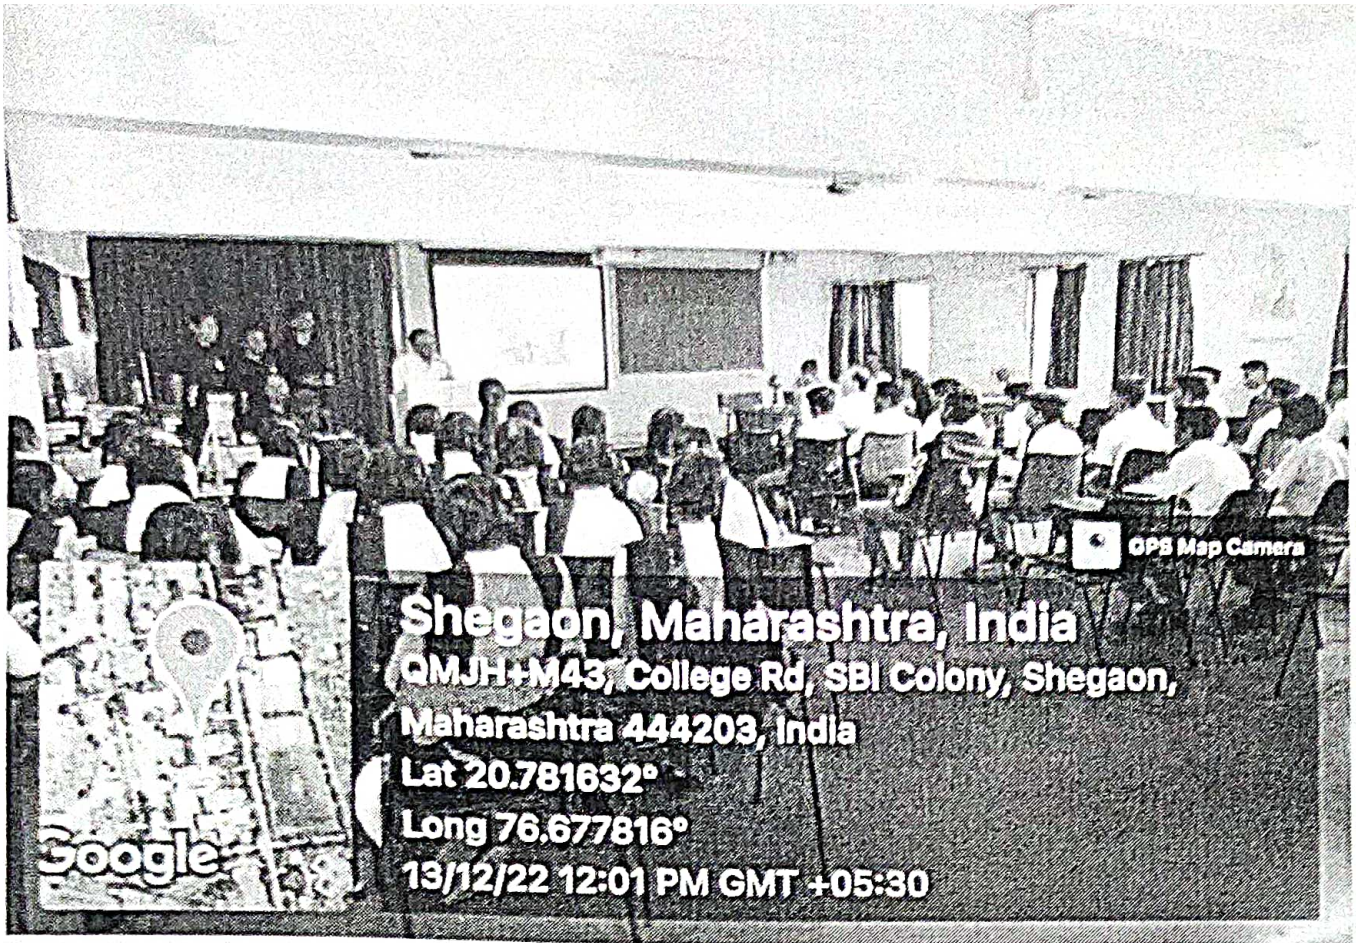 GPS Map Camera
Shegaon, Maharashtra, India
QMJH+M43, College Rd, SBI Colony, Shegaon,
Maharashtra 444203, India
Lat 20.781632°
Long 76.677816°
13/12/22 12:01 PM GMT +05:30
Google